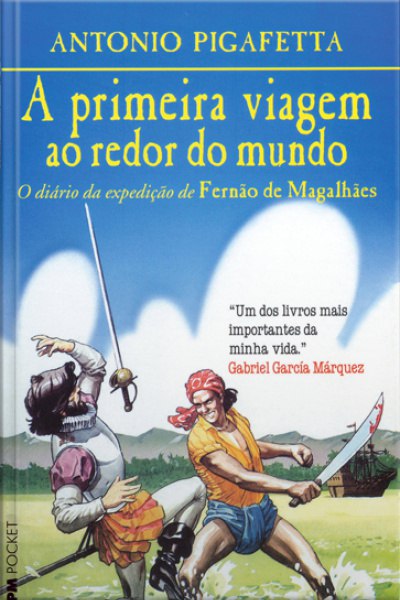 ANTONIO PIGAFETTA
A primeira viagem
ao redor do mundo
O diário da expedição de Fernão de Magalhães
“Um dos livros mais
importantes da
minha vida.”
Gabriel García Márquez
PM POCKET